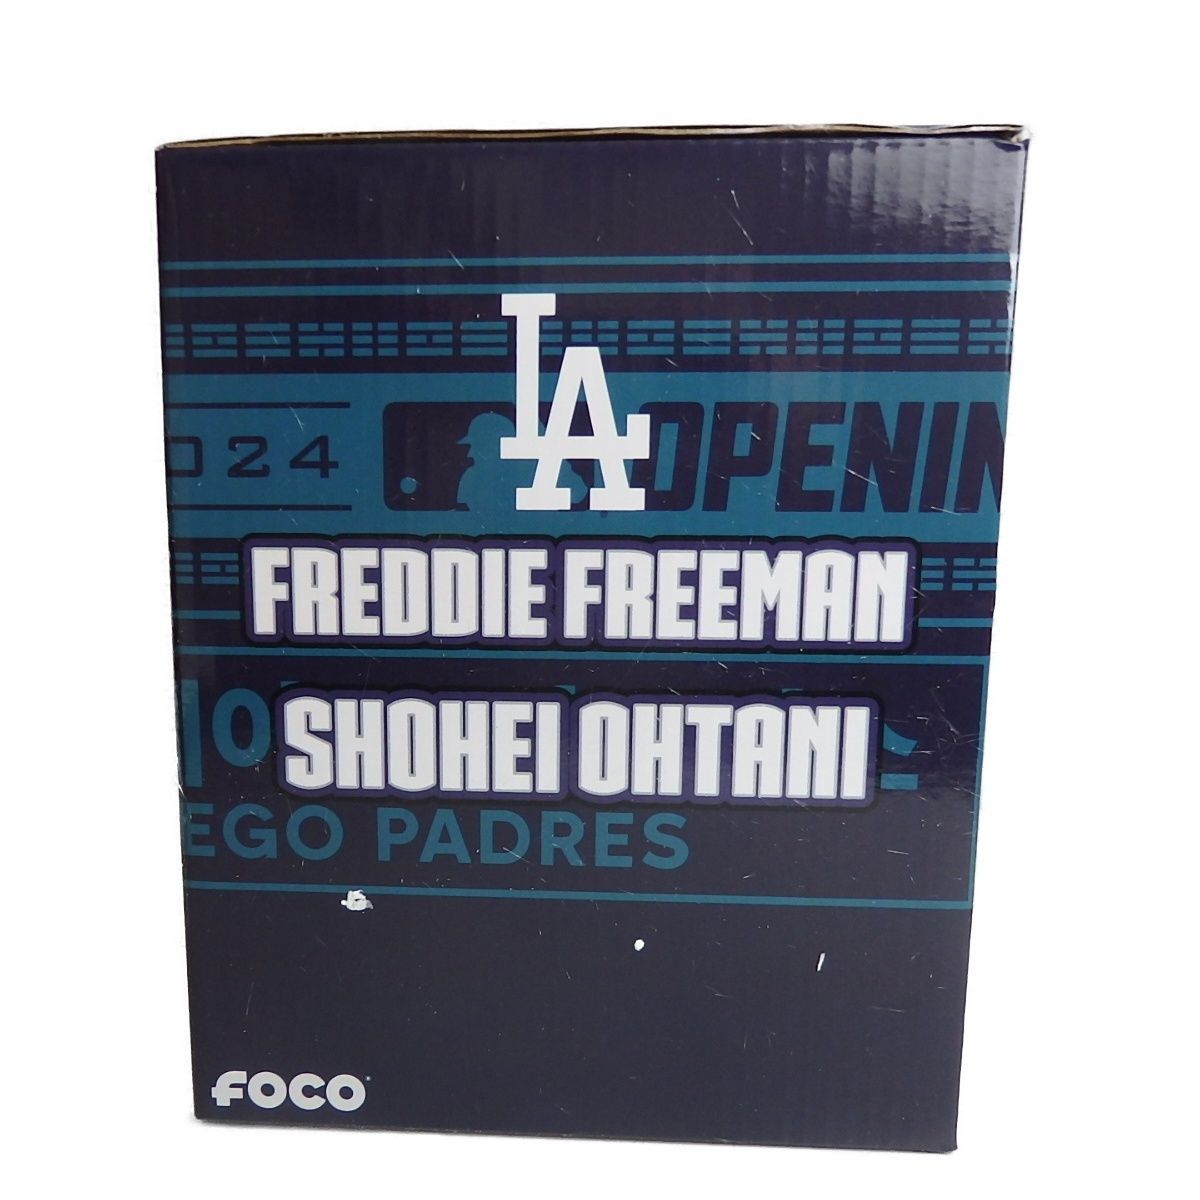 LA
024
OPENIN
FREDDIE FREEMAN
SHOHEI OHTANI
EGO PADRES
FOCO